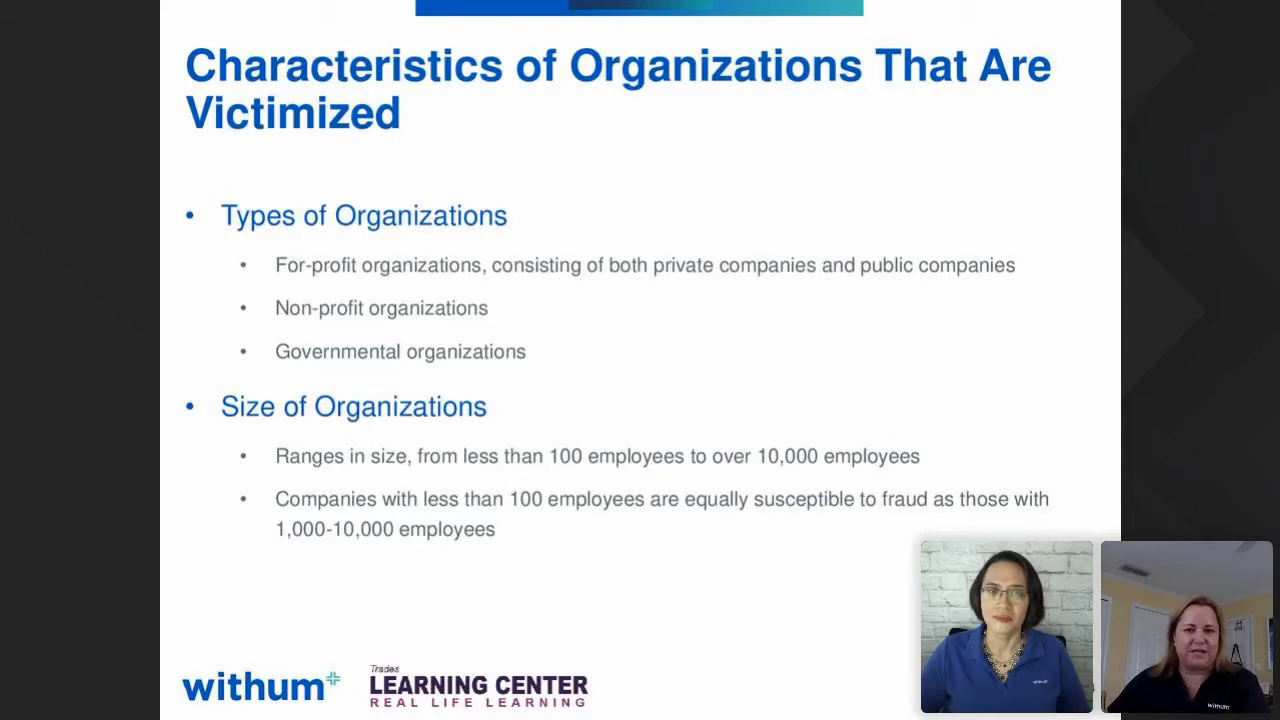 Characteristics of Organizations That Are
Victimized
• Types of Organizations
• For-profit organizations, consisting of both private companies and public companies
• Non-profit organizations
• Governmental organizations
• Size of Organizations
• Ranges in size, from less than 100 employees to over 10,000 employees
• Companies with less than 100 employees are equally susceptible to fraud as those with
1,000-10,000 employees
withum+
Trades
LEARNING CENTER
REAL LIFE LEARNING
withum